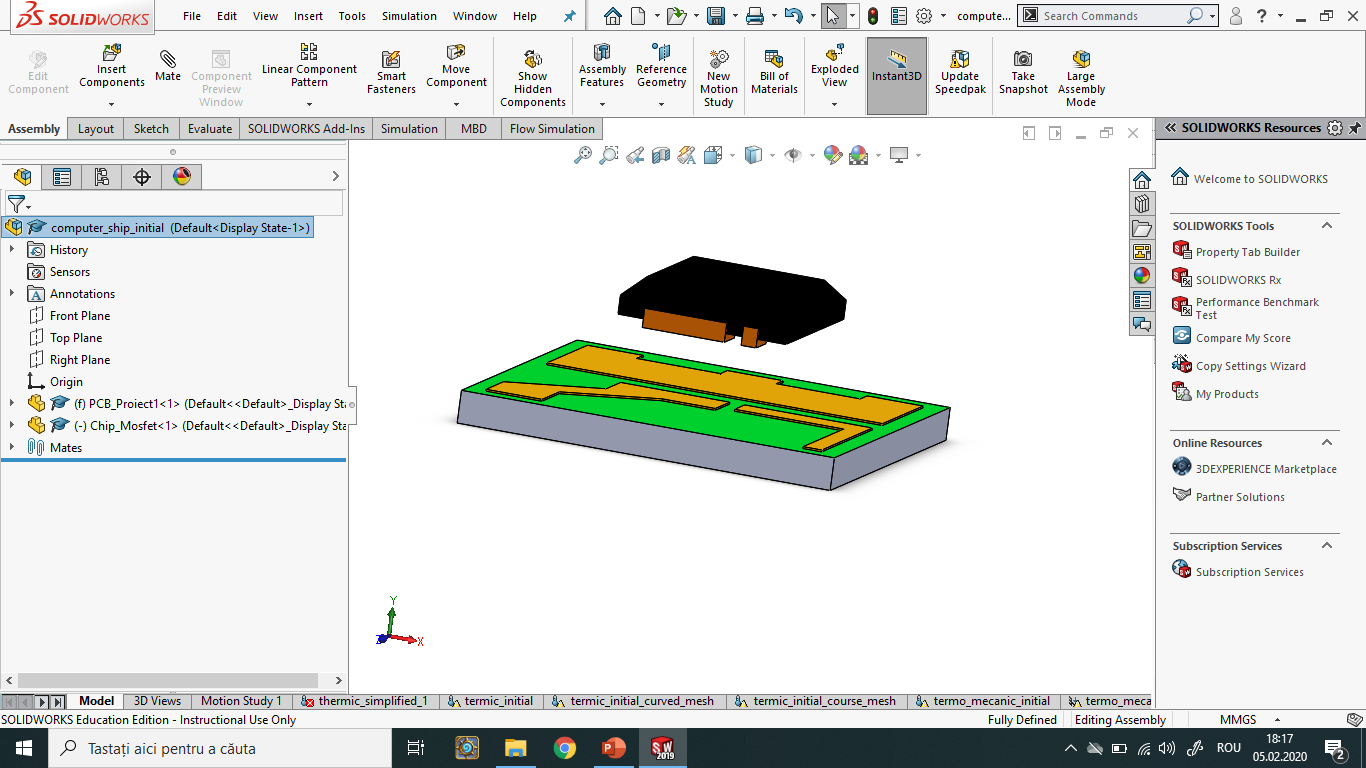 SOLIDWORKS
File Edit View Insert Tools Simulation Window Help
compute...
Search Commands
Edit Component
Insert Components
Mate
Component Preview Window
Linear Component Pattern
Smart Fasteners
Move Component
Show Hidden Components
Assembly Features
Reference Geometry
New Motion Study
Bill of Materials
Exploded View
Instant3D
Update Speedpak
Take Snapshot
Large Assembly Mode
Assembly Layout Sketch Evaluate SOLIDWORKS Add-Ins Simulation MBD Flow Simulation
computer_ship_initial (Default<Display State-1>)
History
Sensors
A Annotations
Front Plane
Top Plane
Right Plane
Origin
(f) PCB_Proiect1<1> (Default<<Default>_Display Sta
(-) Chip_Mosfet<1> (Default<<Default>_Display Sta
Mates
Y
Z
X
SOLIDWORKS Resources
Welcome to SOLIDWORKS
SOLIDWORKS Tools
Property Tab Builder
SOLIDWORKS Rx
Performance Benchmark
Test
Compare My Score
Copy Settings Wizard
My Products
Online Resources
3DEXPERIENCE Marketplace
Partner Solutions
Subscription Services
Subscription Services
Model 3D Views Motion Study 1 thermic_simplified_1 termic_initial termic_initial_curved_mesh termic_initial_course_mesh termo_mecanic_initial termo_meca
SOLIDWORKS Education Edition - Instructional Use Only
Fully Defined Editing Assembly MMGS
Tastați aici pentru a căuta
SW 2019
ROU
18:17
05.02.2020
2